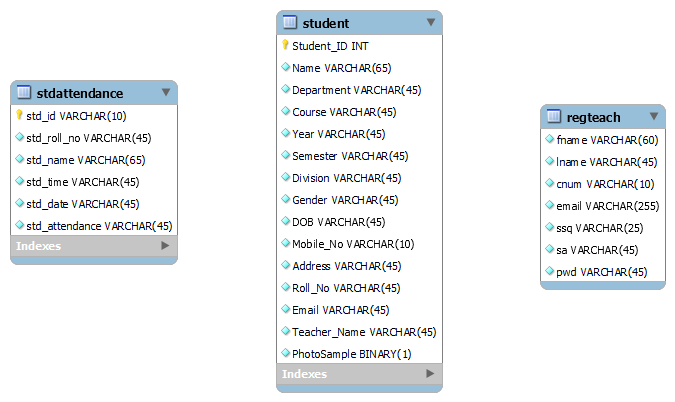 stdattendance
std_id VARCHAR(10)
std_roll_no VARCHAR(45)
std_name VARCHAR(65)
std_time VARCHAR(45)
std_date VARCHAR(45)
std_attendance VARCHAR(45)
Indexes
student
Student_ID INT
Name VARCHAR(65)
Department VARCHAR(45)
Course VARCHAR(45)
Year VARCHAR(45)
Semester VARCHAR(45)
Division VARCHAR(45)
Gender VARCHAR(45)
DOB VARCHAR(45)
Mobile_No VARCHAR(10)
Address VARCHAR(45)
Roll_No VARCHAR(45)
Email VARCHAR(45)
Teacher_Name VARCHAR(45)
PhotoSample BINARY(1)
Indexes
regteach
fname VARCHAR(60)
lname VARCHAR(45)
cnum VARCHAR(10)
email VARCHAR(255)
ssq VARCHAR(25)
sa VARCHAR(45)
pwd VARCHAR(45)